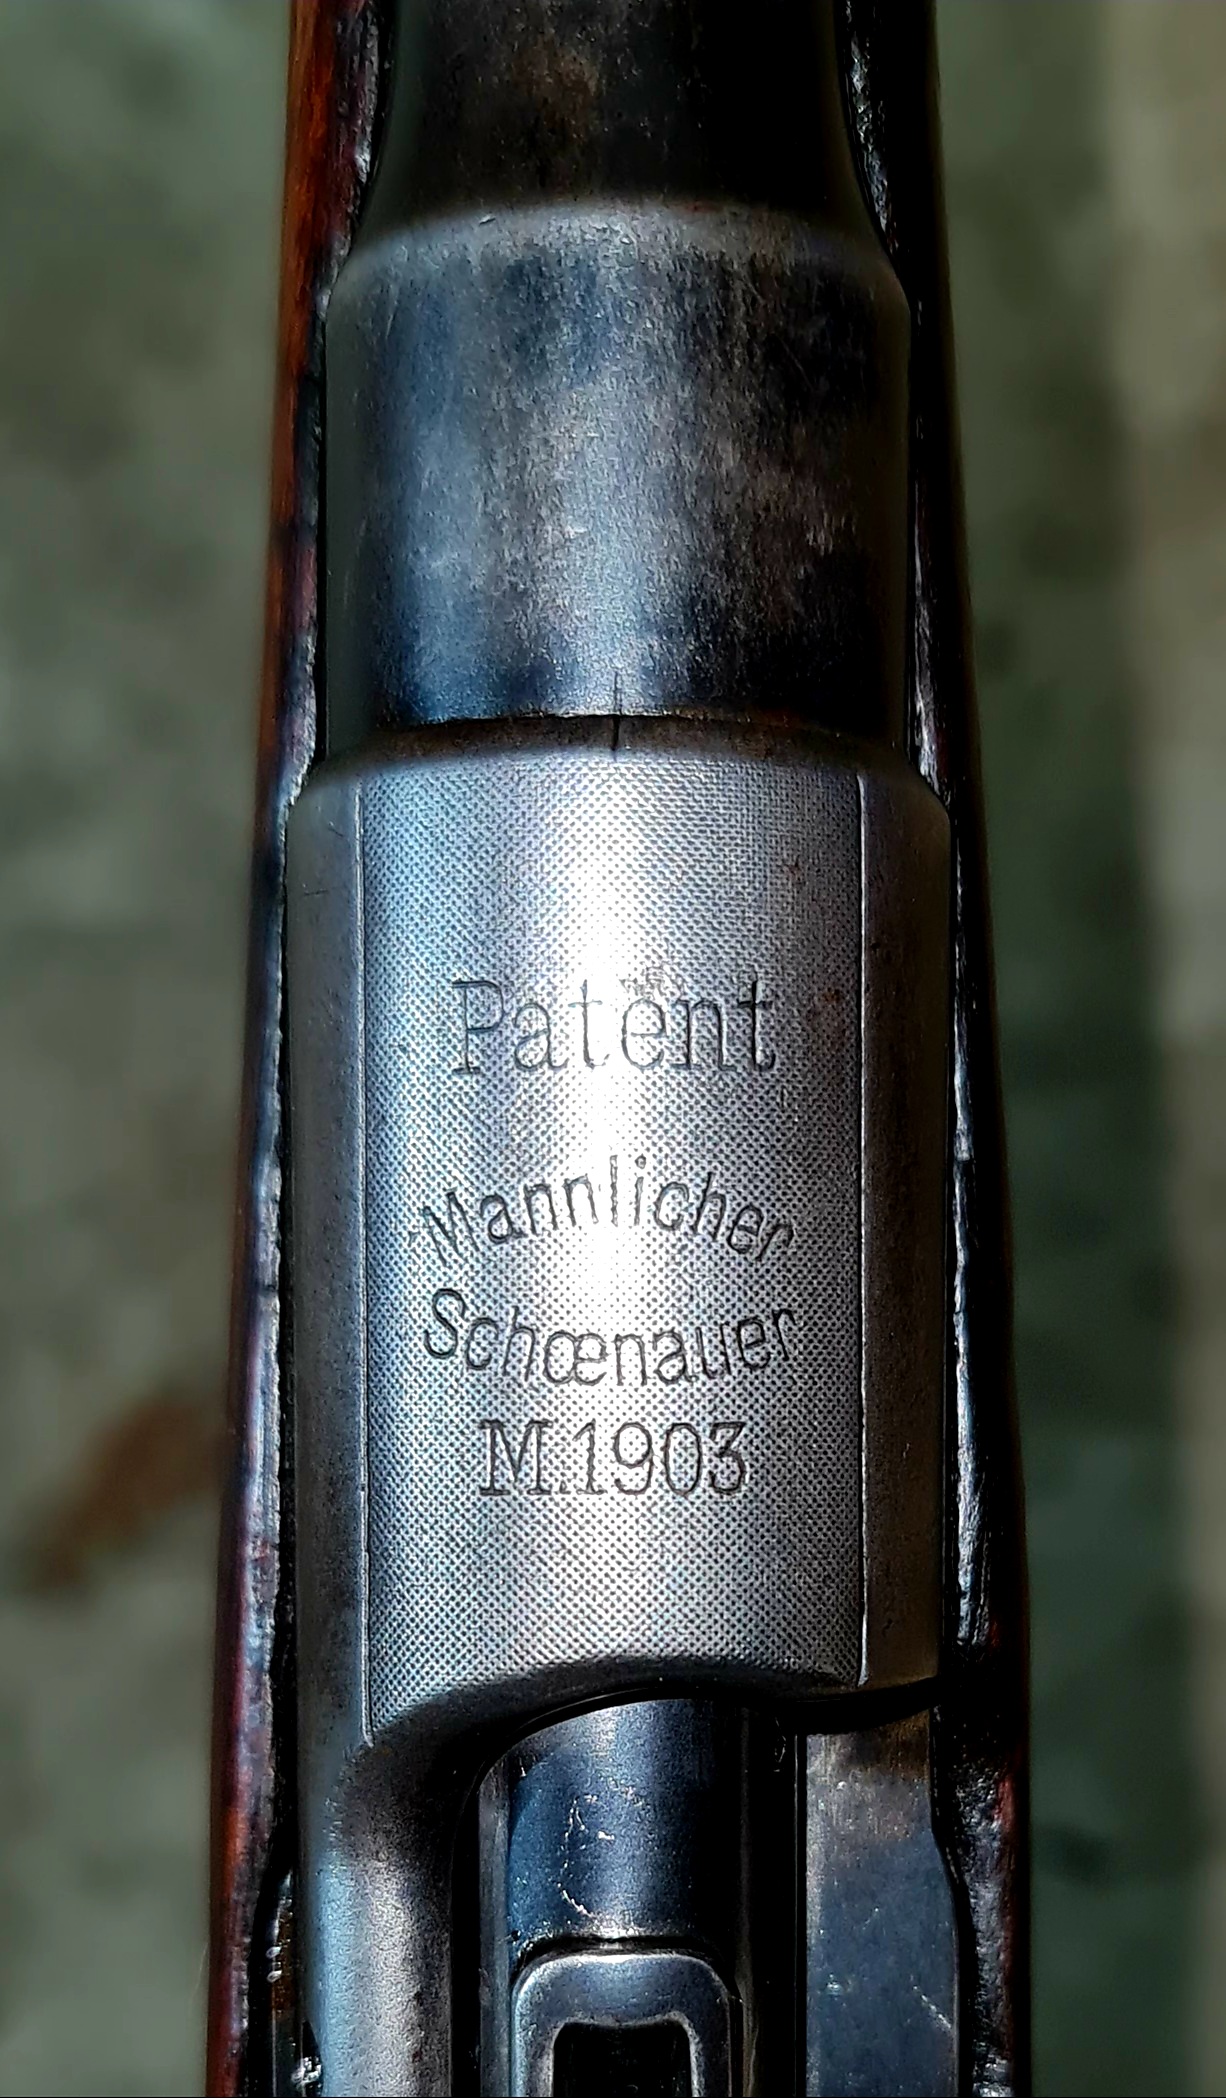 Patent
Mannlicher
Schœnauer
M.1903